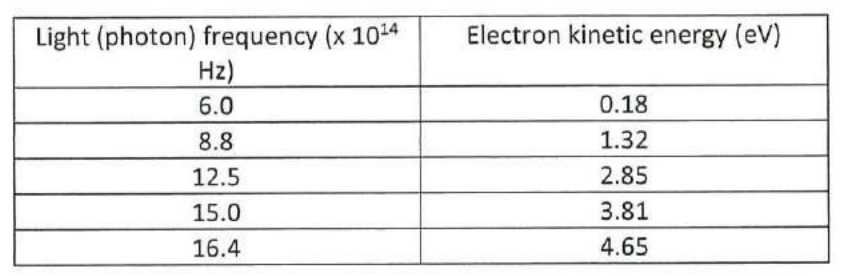 Light (photon) frequency (x 10¹⁴ Electron kinetic energy (eV)
Hz)
6.0 0.18
8.8 1.32
12.5 2.85
15.0 3.81
16.4 4.65